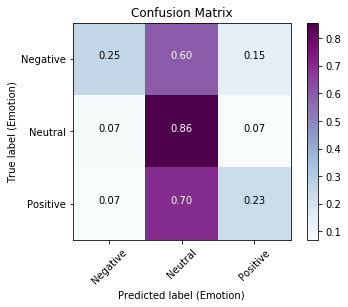 Confusion Matrix
True label (Emotion)
Negative 0.25 0.60 0.15
Neutral 0.07 0.86 0.07
Positive 0.07 0.70 0.23
Negative Neutral Positive
Predicted label (Emotion)
0.8
0.7
0.6
0.5
0.4
0.3
0.2
0.1